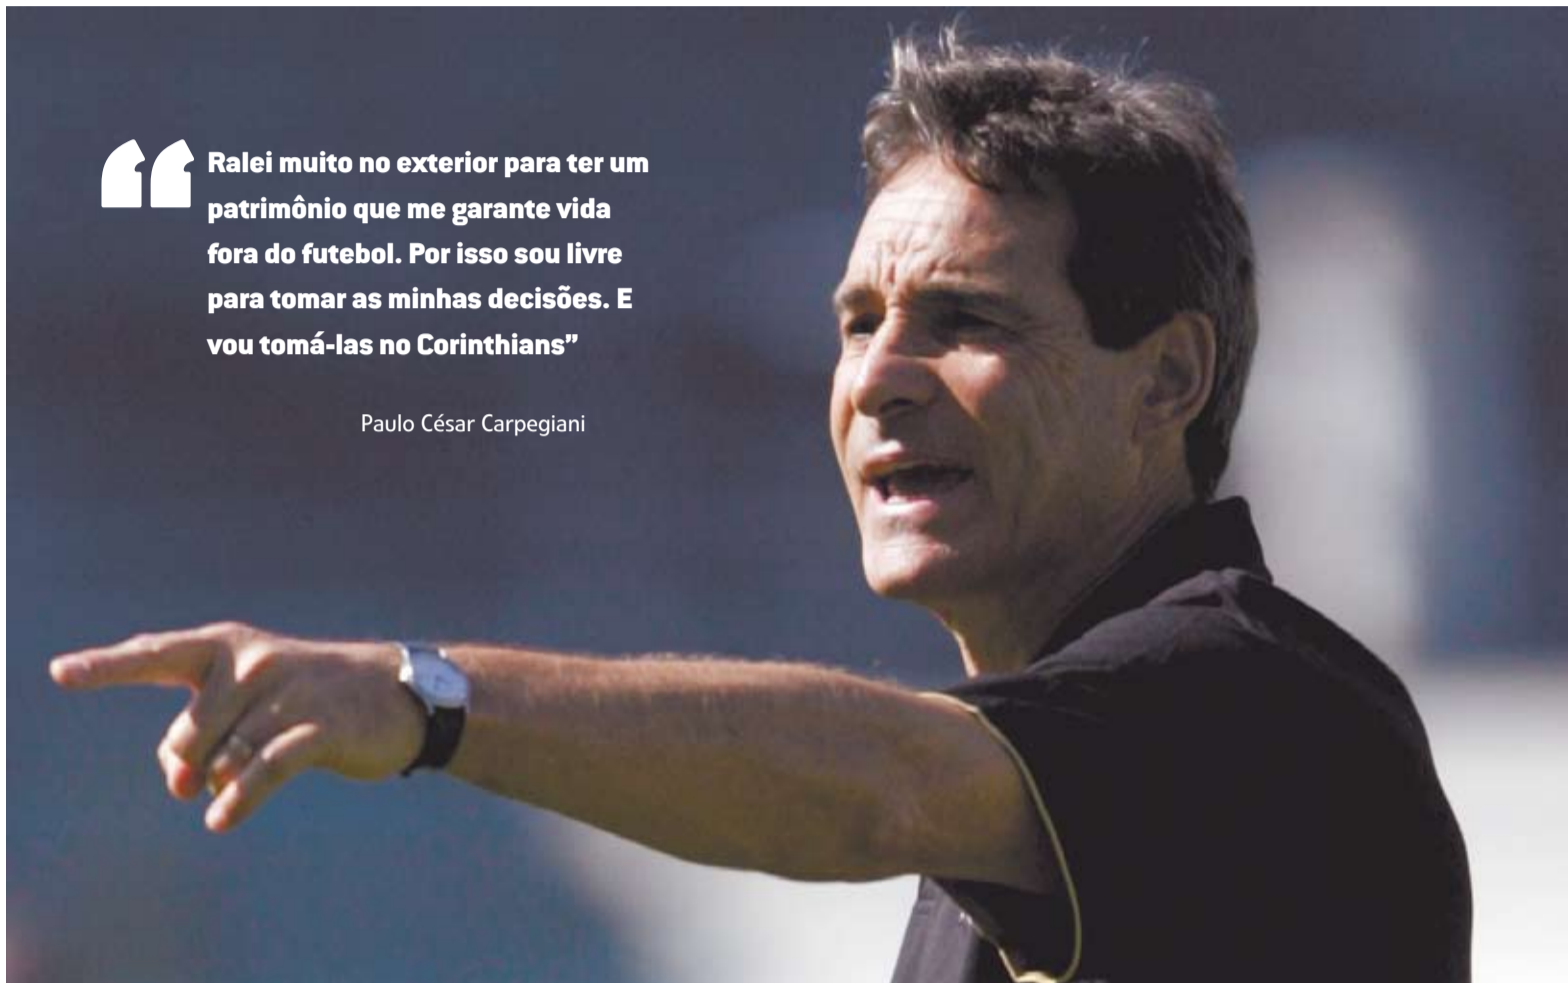 “Ralei muito no exterior para ter um
patrimônio que me garante vida
fora do futebol. Por isso sou livre
para tomar as minhas decisões. E
vou tomá-las no Corinthians”
Paulo César Carpegiani